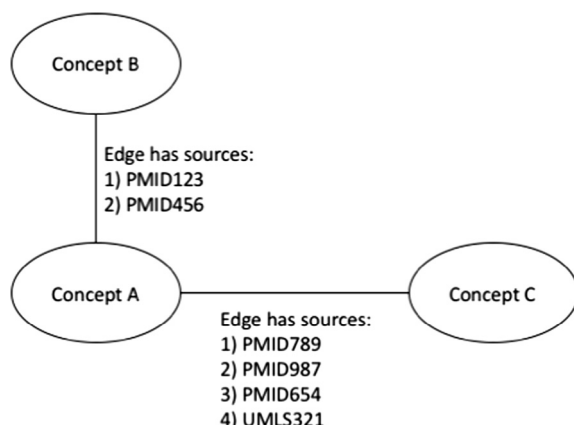 Concept B
Edge has sources:
1) PMID123
2) PMID456
Concept A
Concept C
Edge has sources:
1) PMID789
2) PMID987
3) PMID654
4) UMLS321